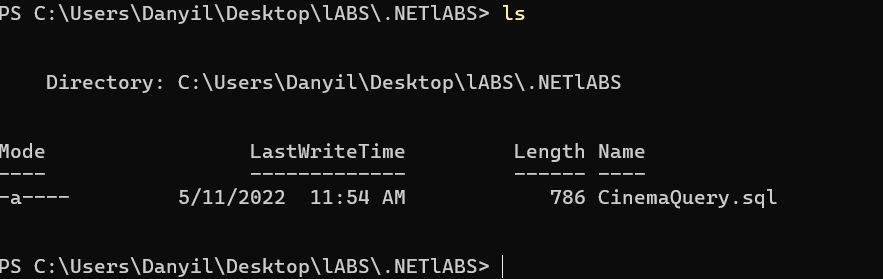 PS C:\Users\Danyil\Desktop\lABS\.NETlABS> ls
Directory: C:\Users\Danyil\Desktop\lABS\.NETlABS
Mode LastWriteTime Length Name
---- ------------- ------ ----
-a---- 5/11/2022 11:54 AM 786 CinemaQuery.sql
PS C:\Users\Danyil\Desktop\lABS\.NETlABS>